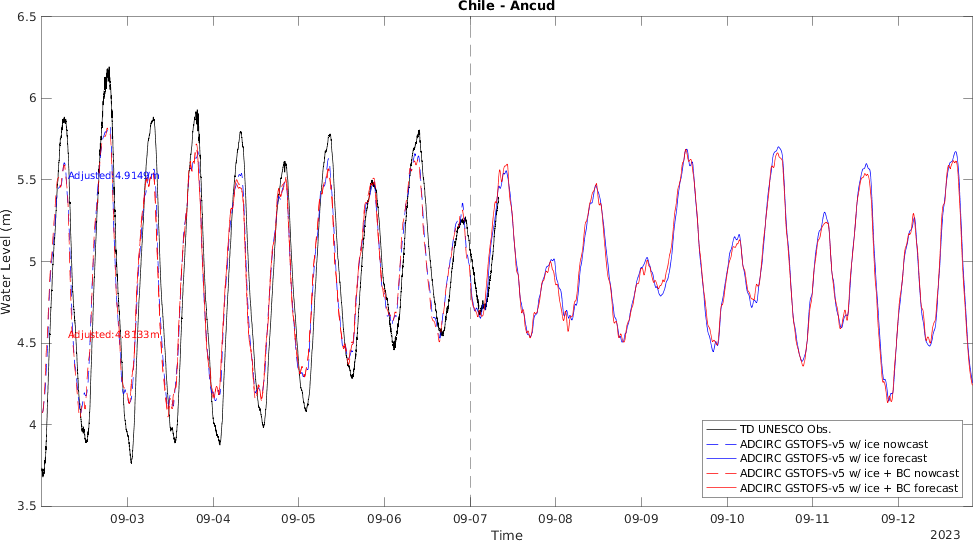 Chile - Ancud
6.5
6
5.5
5
4.5
4
3.5
Water Level (m)
Adjusted:4.9149m
Adjusted:4.8133m
TD UNESCO Obs.
ADCIRC GSTOFS-v5 w/ ice nowcast
ADCIRC GSTOFS-v5 w/ ice forecast
ADCIRC GSTOFS-v5 w/ ice + BC nowcast
ADCIRC GSTOFS-v5 w/ ice + BC forecast
09-03 09-04 09-05 09-06 09-07 09-08 09-09 09-10 09-11 09-12
Time
2023